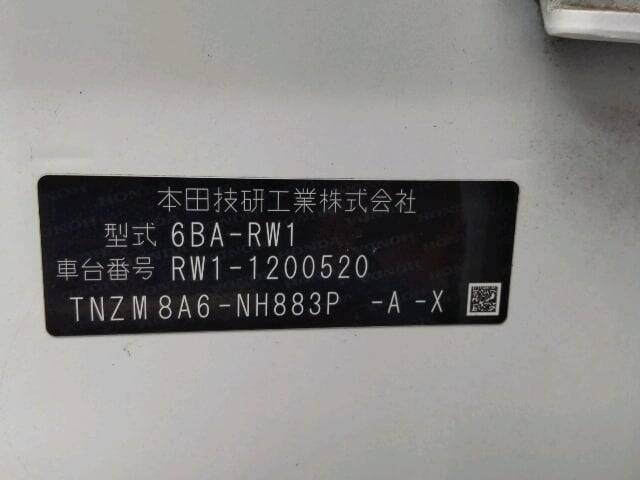 本田技研工業株式会社
型式 6BA-RW1
車台番号 RW1-1200520
TNZM8A6-NH883P -A-X